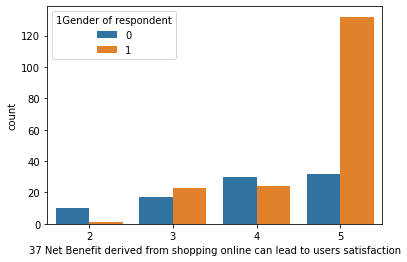 1Gender of respondent
0
1
120
100
80
60
40
20
0
count
2 3 4 5
37 Net Benefit derived from shopping online can lead to users satisfaction